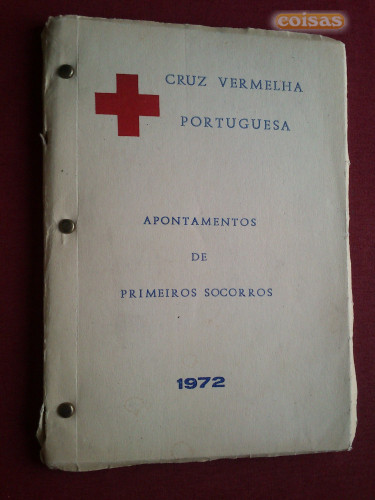 coisas
CRUZ VERMELHA
PORTUGUESA
APONTAMENTOS
DE
PRIMEIROS SOCORROS
1972